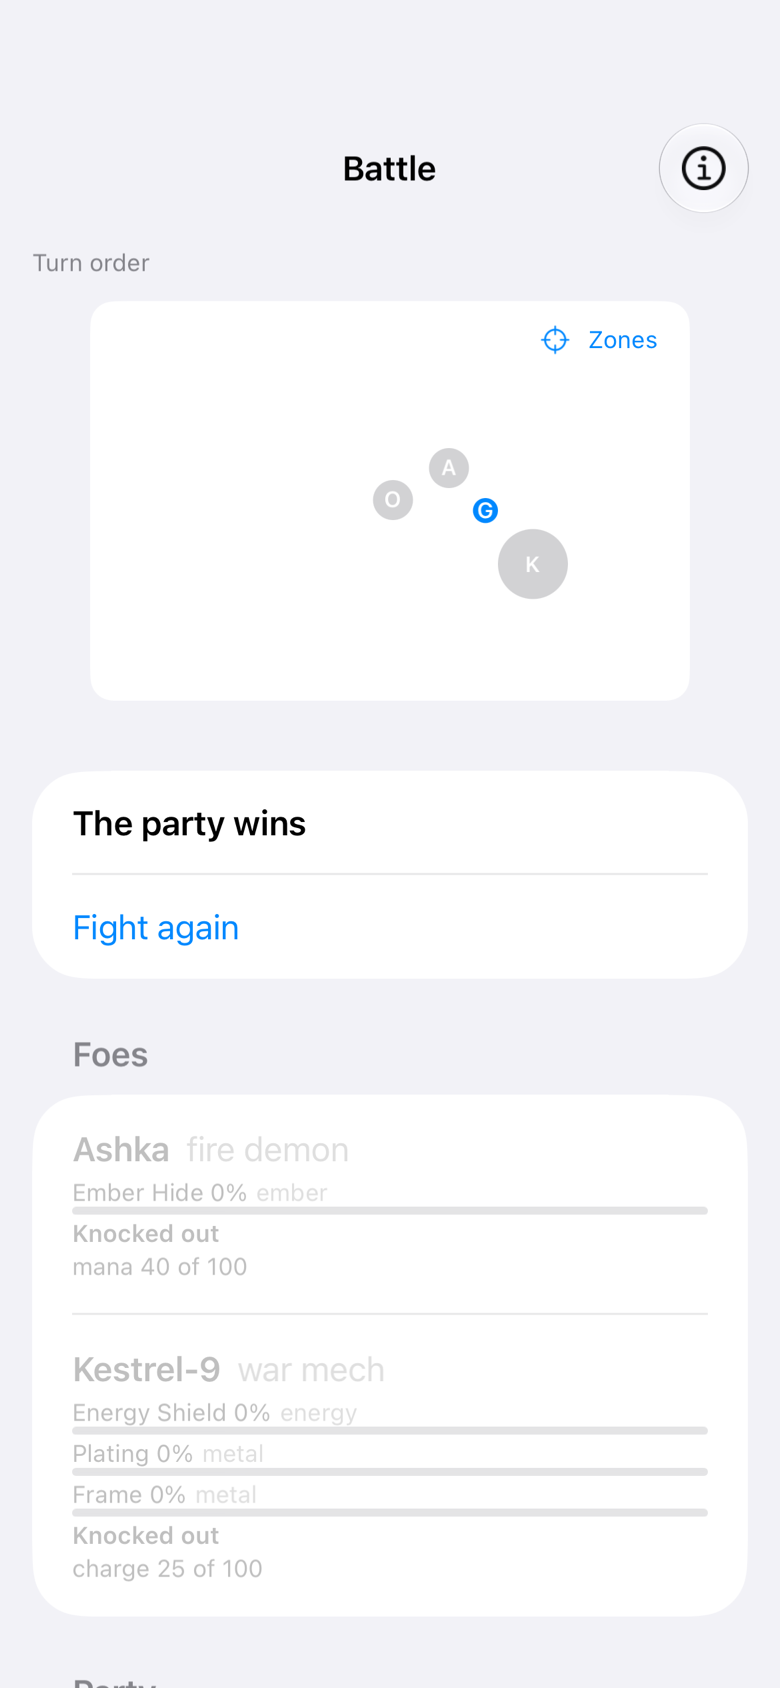 Battle
Turn order
Zones
A
O
G
K
The party wins
Fight again
Foes
Ashka fire demon
Ember Hide 0% ember
Knocked out
mana 40 of 100
Kestrel-9 war mech
Energy Shield 0% energy
Plating 0% metal
Frame 0% metal
Knocked out
charge 25 of 100
Party